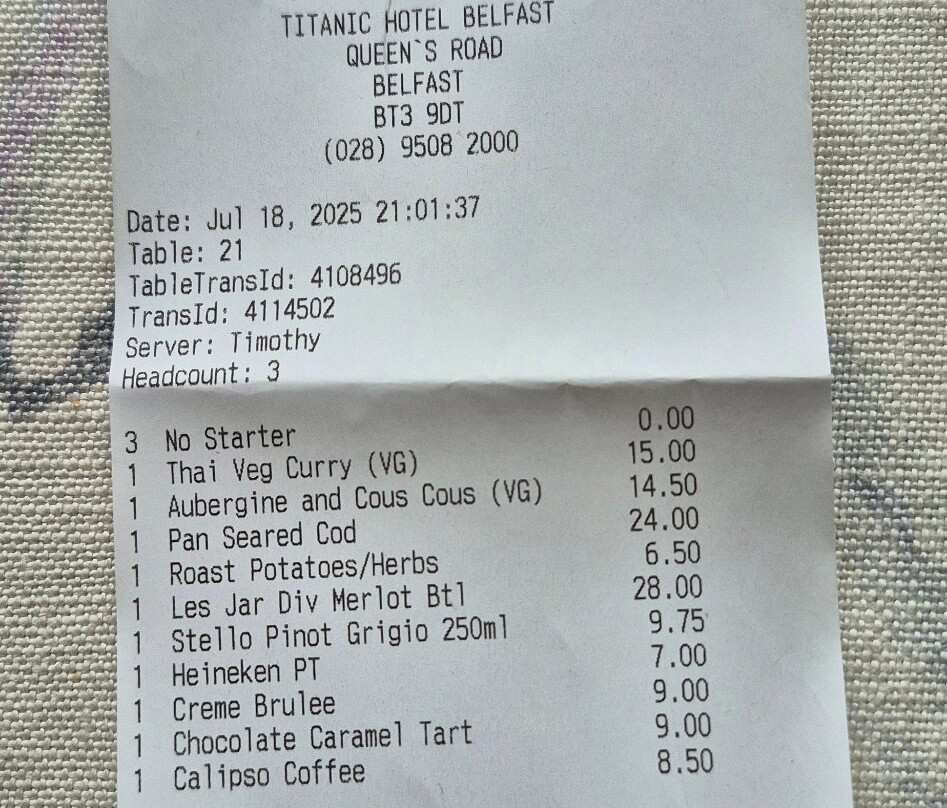 TITANIC HOTEL BELFAST
QUEEN`S ROAD
BELFAST
BT3 9DT
(028) 9508 2000
Date: Jul 18, 2025 21:01:37
Table: 21
TableTransId: 4108496
TransId: 4114502
Server: Timothy
Headcount: 3
3 No Starter 0.00
1 Thai Veg Curry (VG) 15.00
1 Aubergine and Cous Cous (VG) 14.50
1 Pan Seared Cod 24.00
1 Roast Potatoes/Herbs 6.50
1 Les Jar Div Merlot Btl 28.00
1 Stello Pinot Grigio 250ml 9.75
1 Heineken PT 7.00
1 Creme Brulee 9.00
1 Chocolate Caramel Tart 9.00
1 Calipso Coffee 8.50